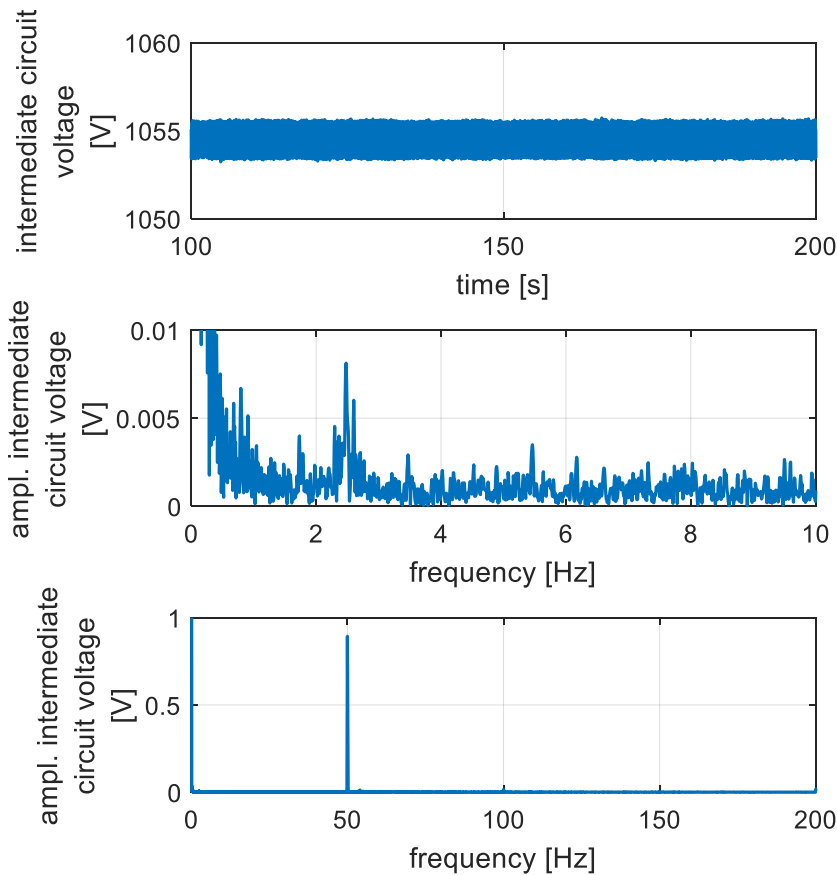 intermediate circuit
voltage
[V]
1060
1055
1050
100 150 200
time [s]
ampl. intermediate
circuit voltage
[V]
0.01
0.005
0
0 2 4 6 8 10
frequency [Hz]
ampl. intermediate
circuit voltage
[V]
1
0.5
0
0 50 100 150 200
frequency [Hz]